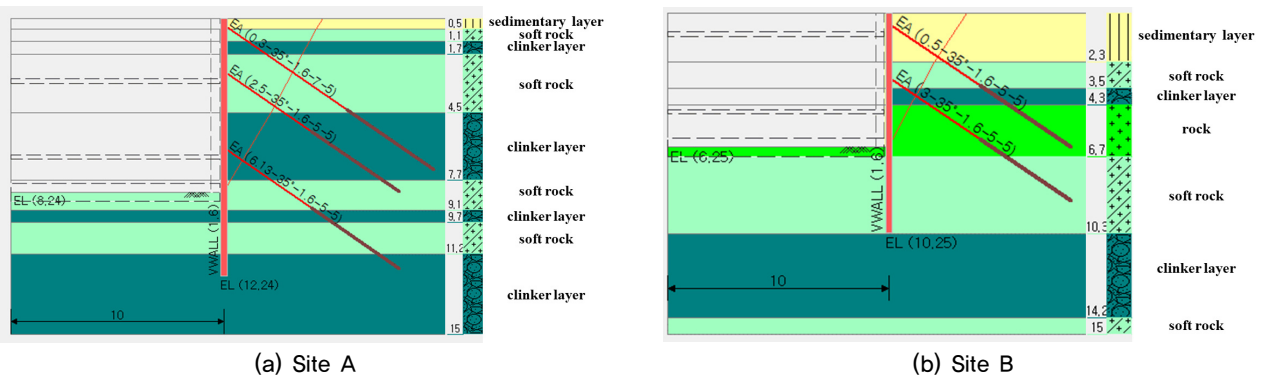 0,5
sedimentary layer
1,1
soft rock
1,7
clinker layer
EA (0,3-35°-1,6-7-5)
soft rock
4,5
EA (2,5-35°-1,6-5-5)
clinker layer
7,7
EA (6,13-35°-1,6-5-5)
soft rock
EL (8,24)
9,1
clinker layer
9,7
VWALL (1,6)
soft rock
11,2
EL (12,24)
clinker layer
10
15
(a) Site A
EA (0,5-35°-1,6-5-5)
sedimentary layer
2,3
soft rock
3,5
EA (3-35°-1,6-5-5)
clinker layer
4,3
rock
6,7
EL (6,25)
VWALL (1,6)
soft rock
10,3
EL (10,25)
clinker layer
10
14,2
soft rock
15
(b) Site B